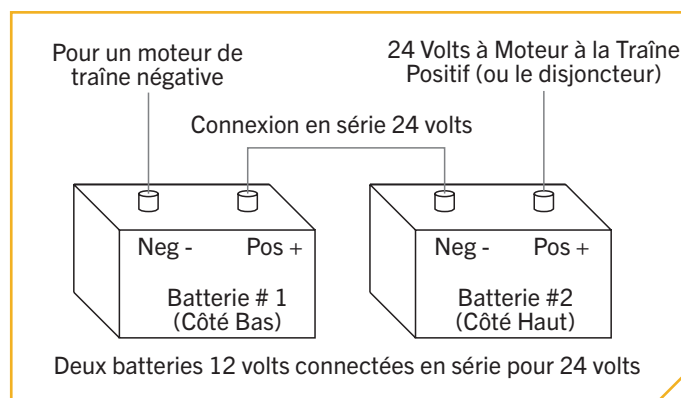 Pour un moteur de
traîne négative
24 Volts à Moteur à la Traîne
Positif (ou le disjoncteur)
Connexion en série 24 volts
Neg -
Pos +
Neg -
Pos +
Batterie # 1
(Côté Bas)
Batterie #2
(Côté Haut)
Deux batteries 12 volts connectées en série pour 24 volts